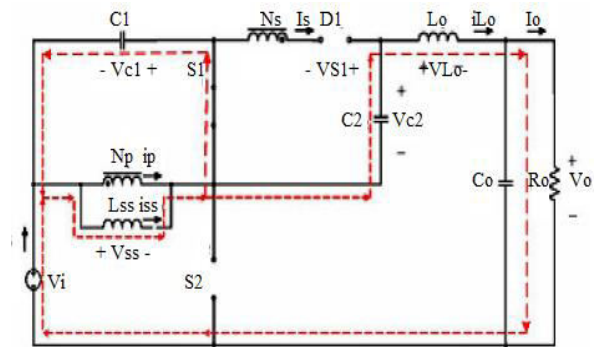 C1
Ns
Is
D1
Lo
iLo
Io
- Vc1 +
S1
- VS1+
+VLo-
+
C2
Vc2
-
Np ip
Lss iss
+ Vss -
Co
Ro
+
Vo
-
Vi
S2